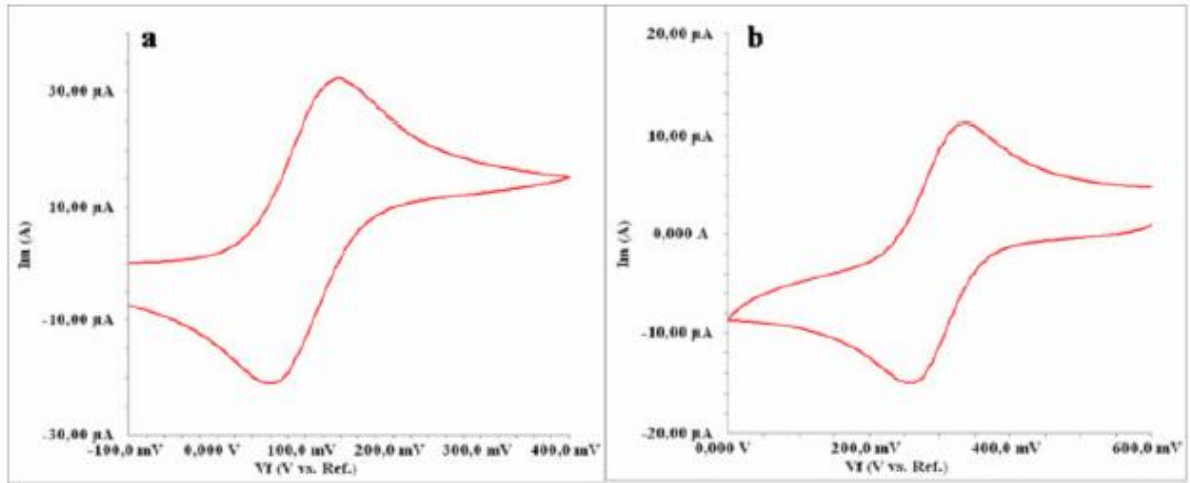 a
30,00 µA
10,00 µA
-10,00 µA
-30,00 µA
Im (A)
-100,0 mV 0,000 V 100,0 mV 200,0 mV 300,0 mV 400,0 mV
Vf (V vs. Ref.)
b
20,00 µA
10,00 µA
0,000 A
-10,00 µA
-20,00 µA
Im (A)
0,000 V 200,0 mV 400,0 mV 600,0 mV
Vf (V vs. Ref.)